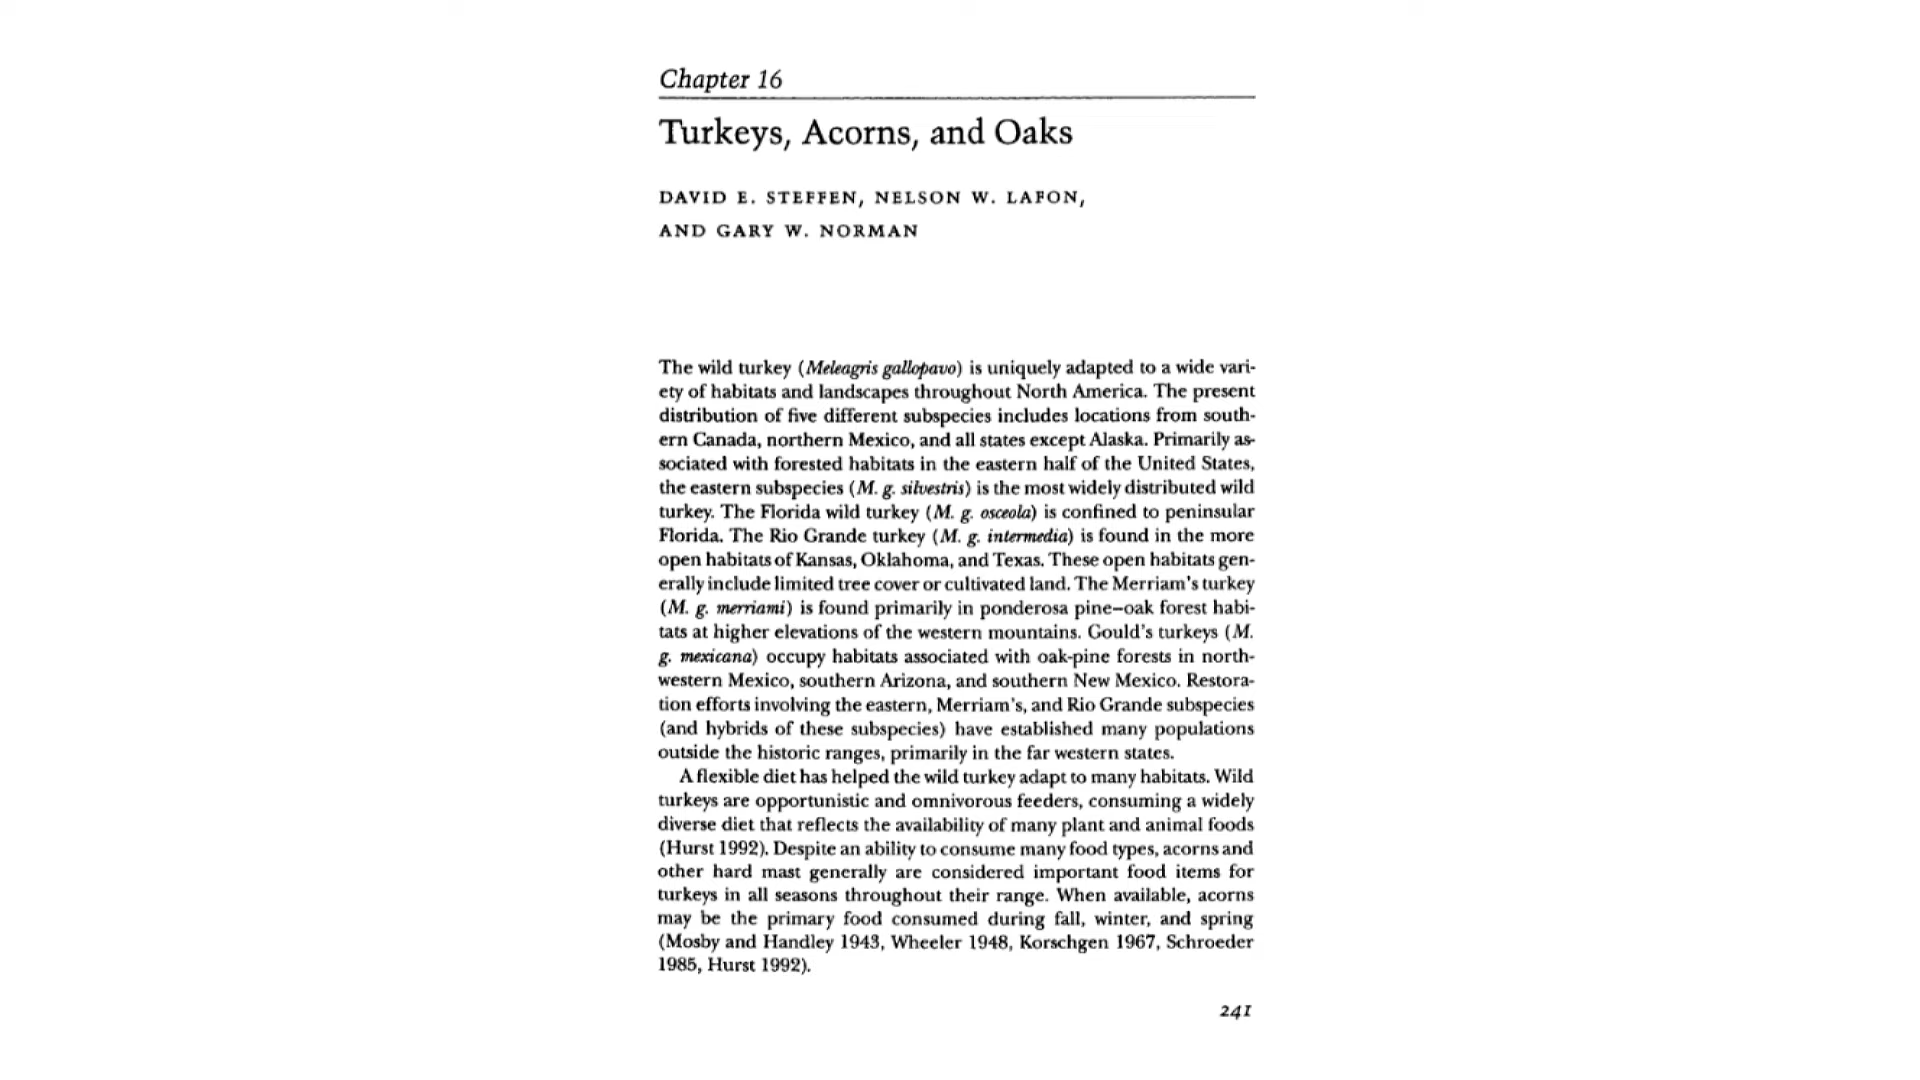 Chapter 16
Turkeys, Acorns, and Oaks
DAVID E. STEFFEN, NELSON W. LAFON,
AND GARY W. NORMAN
The wild turkey (Meleagris gallopavo) is uniquely adapted to a wide vari-
ety of habitats and landscapes throughout North America. The present
distribution of five different subspecies includes locations from south-
ern Canada, northern Mexico, and all states except Alaska. Primarily as-
sociated with forested habitats in the eastern half of the United States,
the eastern subspecies (M. g. silvestris) is the most widely distributed wild
turkey. The Florida wild turkey (M. g. osceola) is confined to peninsular
Florida. The Rio Grande turkey (M. g. intermedia) is found in the more
open habitats of Kansas, Oklahoma, and Texas. These open habitats gen-
erally include limited tree cover or cultivated land. The Merriam's turkey
(M. g. merriami) is found primarily in ponderosa pine–oak forest habi-
tats at higher elevations of the western mountains. Gould's turkeys (M.
g. mexicana) occupy habitats associated with oak-pine forests in north-
western Mexico, southern Arizona, and southern New Mexico. Restora-
tion efforts involving the eastern, Merriam's, and Rio Grande subspecies
(and hybrids of these subspecies) have established many populations
outside the historic ranges, primarily in the far western states.
A flexible diet has helped the wild turkey adapt to many habitats. Wild
turkeys are opportunistic and omnivorous feeders, consuming a widely
diverse diet that reflects the availability of many plant and animal foods
(Hurst 1992). Despite an ability to consume many food types, acorns and
other hard mast generally are considered important food items for
turkeys in all seasons throughout their range. When available, acorns
may be the primary food consumed during fall, winter, and spring
(Mosby and Handley 1943, Wheeler 1948, Korschgen 1967, Schroeder
1985, Hurst 1992).
241